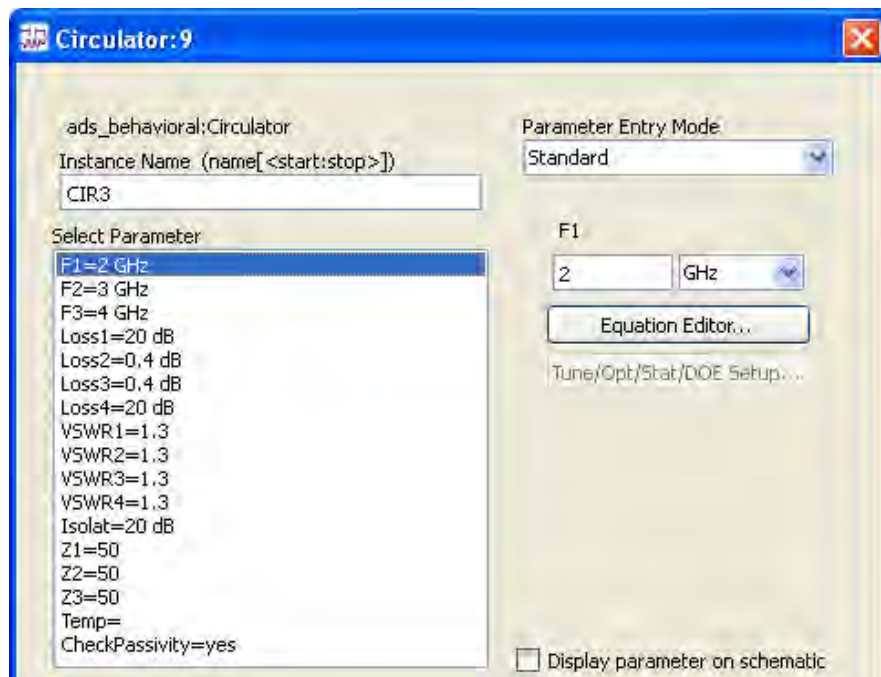 Circulator:9
ads_behavioral:Circulator
Instance Name (name[<start:stop>])
CIR3
Select Parameter
F1=2 GHz
F2=3 GHz
F3=4 GHz
Loss1=20 dB
Loss2=0.4 dB
Loss3=0.4 dB
Loss4=20 dB
VSWR1=1.3
VSWR2=1.3
VSWR3=1.3
VSWR4=1.3
Isolat=20 dB
Z1=50
Z2=50
Z3=50
Temp=
CheckPassivity=yes
Parameter Entry Mode
Standard
F1
2 GHz
Equation Editor...
Tune/Opt/Stat/DOE Setup...
Display parameter on schematic